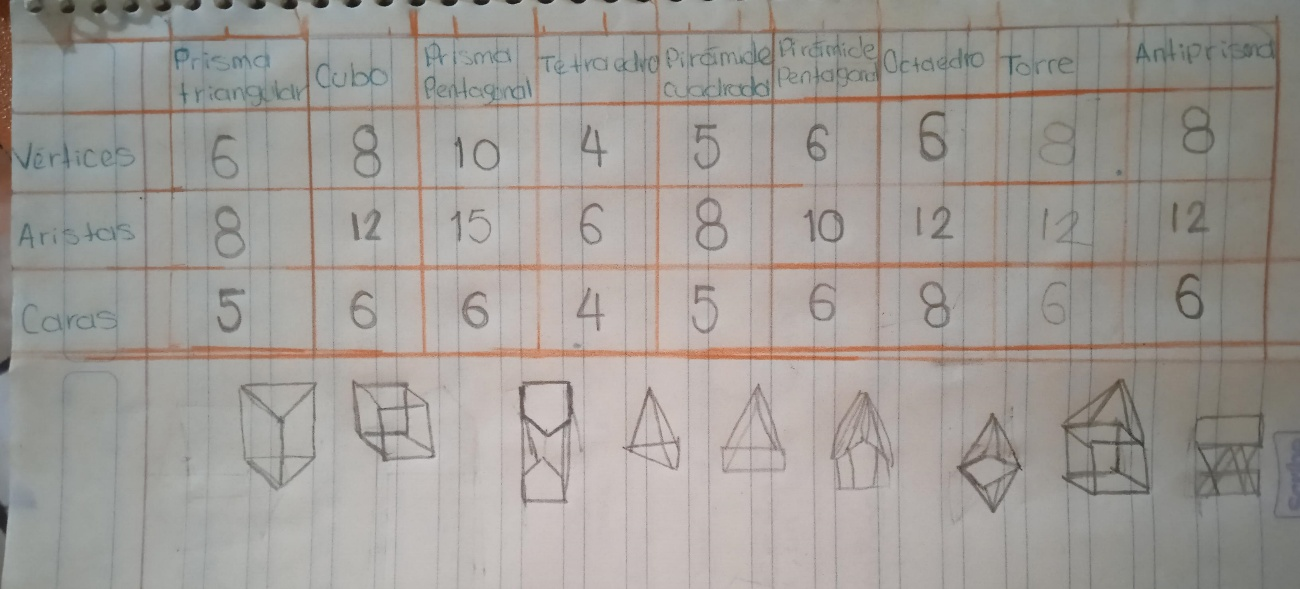 Prisma triangular Cubo Prisma Pentagonal Tetraedro Pirámide cuadrada Pirámide Pentagonal Octaedro Torre Antiprisma
Vértices 6 8 10 4 5 6 6 8 8
Aristas 8 12 15 6 8 10 12 12 12
Caras 5 6 6 4 5 6 8 6 6